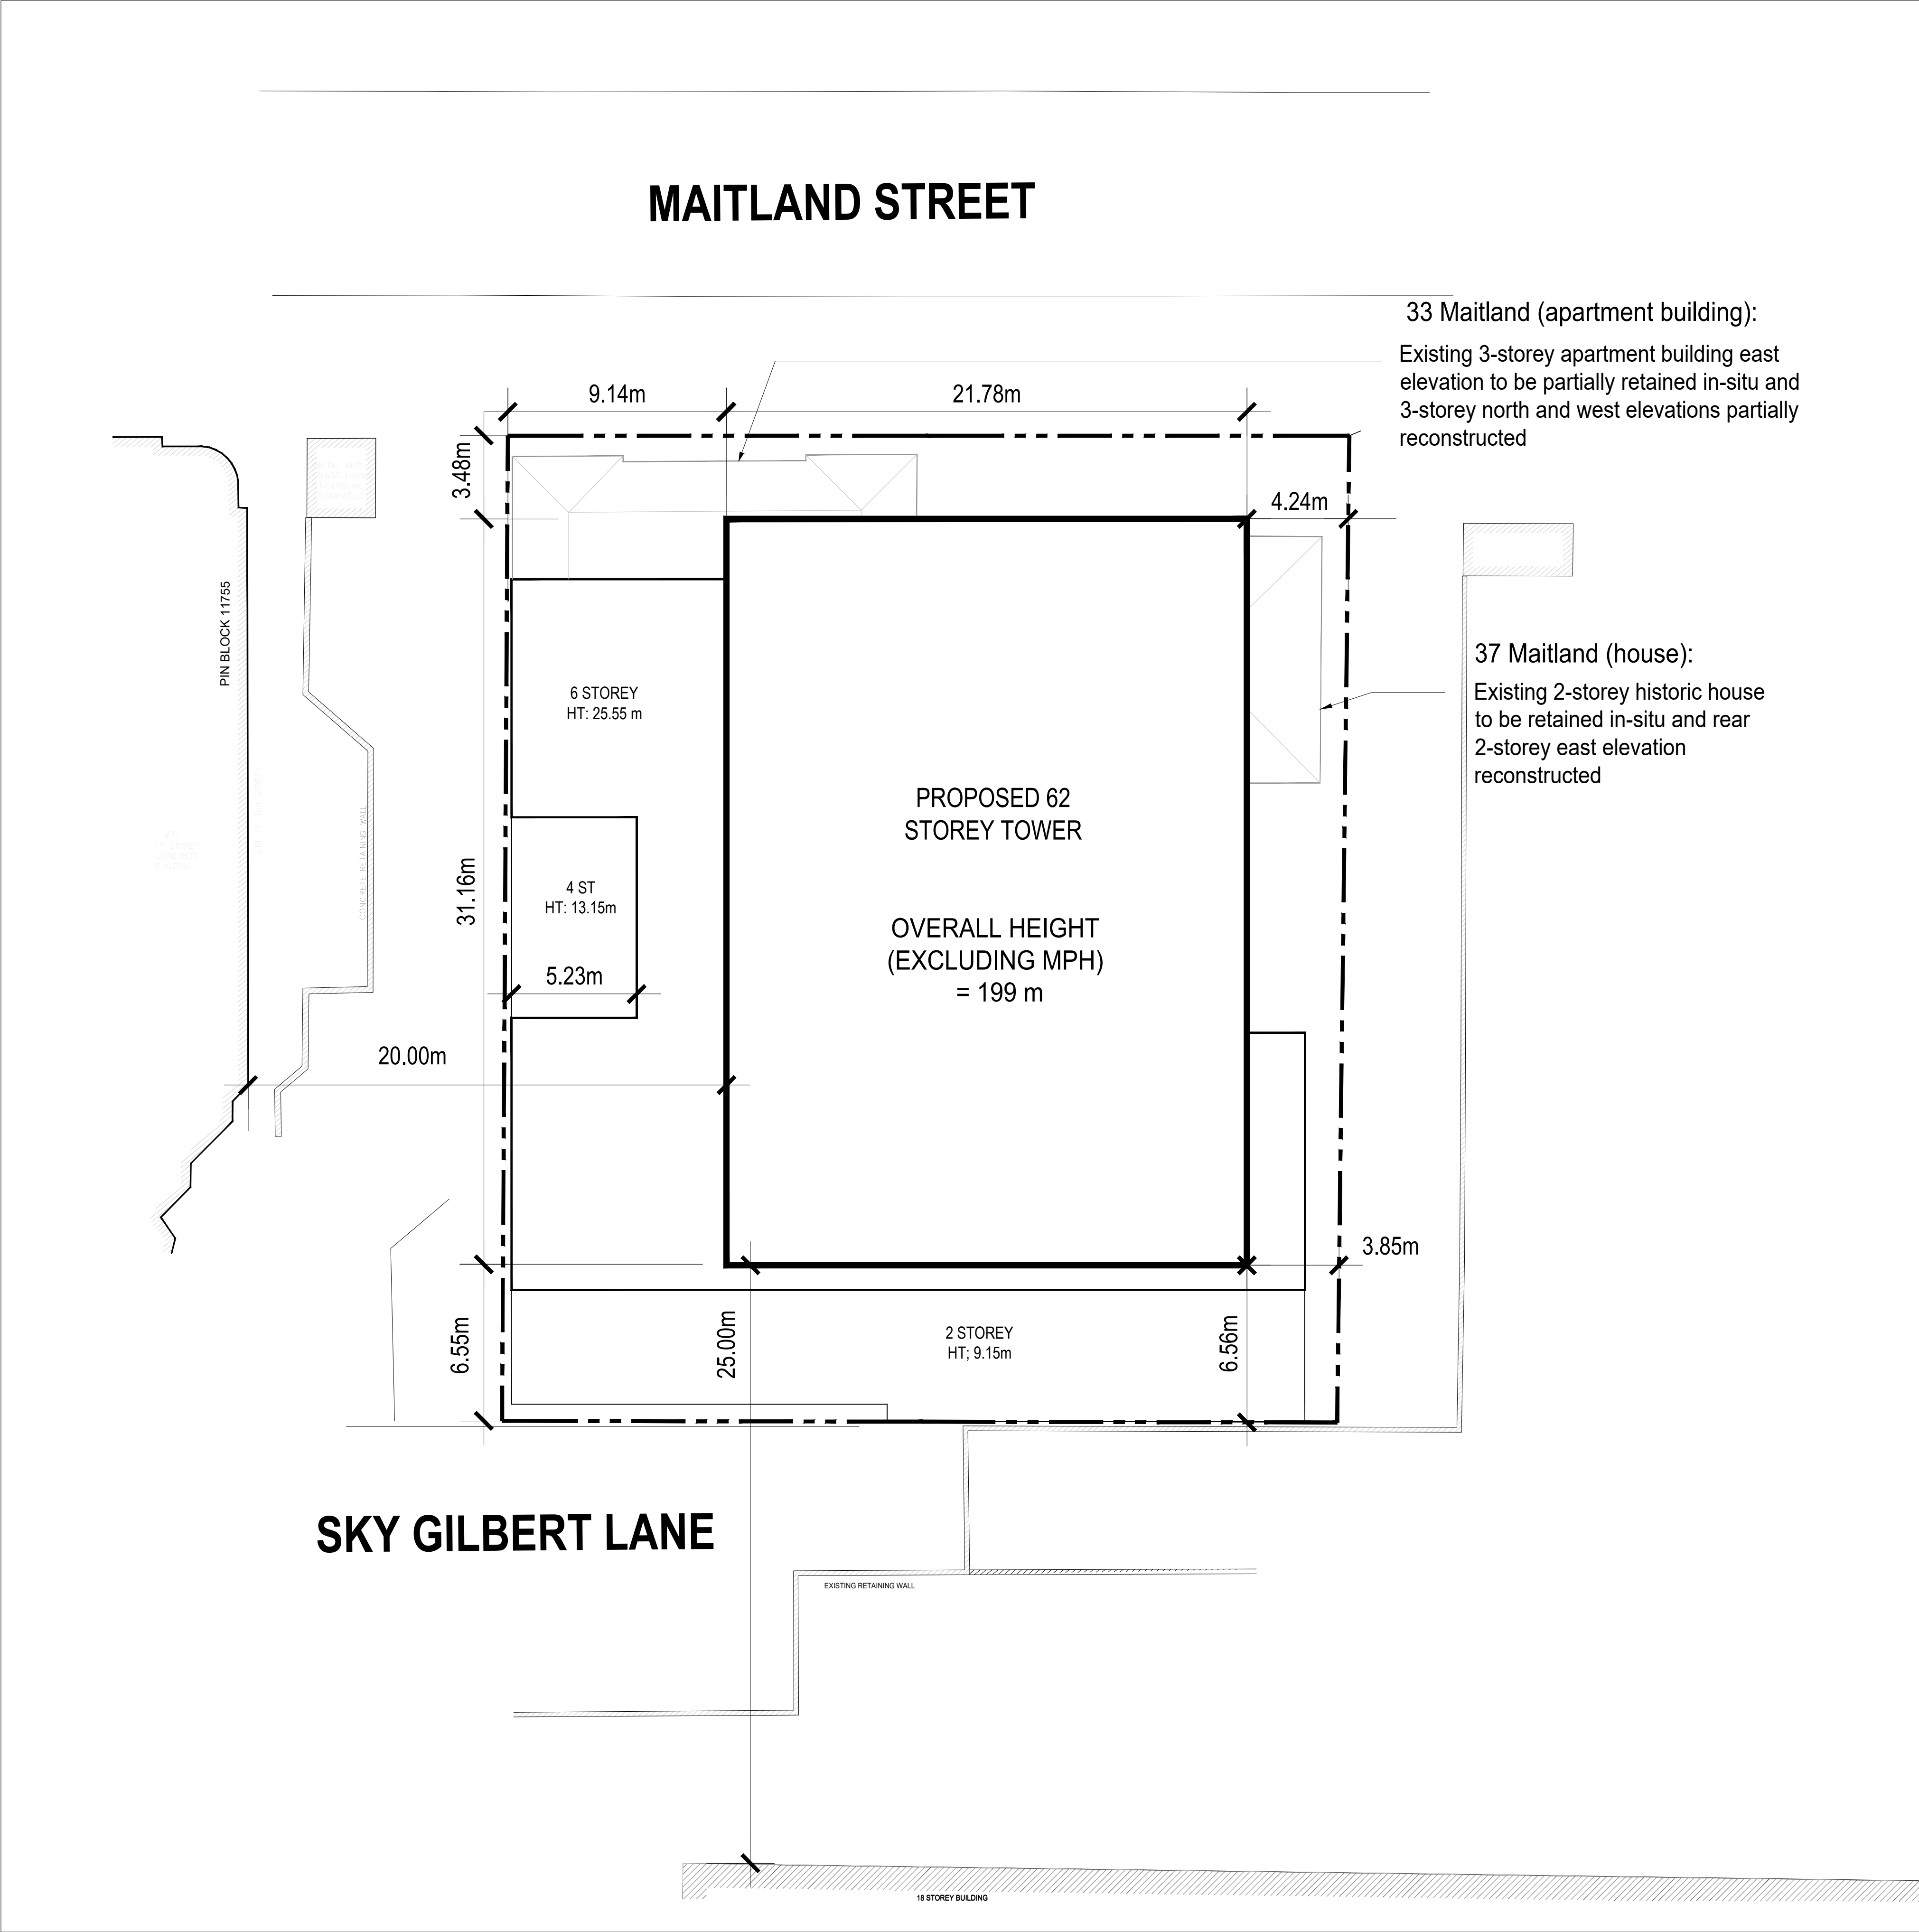 MAITLAND STREET
33 Maitland (apartment building):
Existing 3-storey apartment building east
elevation to be partially retained in-situ and
3-storey north and west elevations partially
reconstructed
9.14m
21.78m
3.48m
4.24m
PIN BLOCK 11755
37 Maitland (house):
Existing 2-storey historic house
to be retained in-situ and rear
2-storey east elevation
reconstructed
6 STOREY
HT: 25.55 m
PROPOSED 62
STOREY TOWER
CONCRETE RETAINING WALL
31.16m
4 ST
HT: 13.15m
OVERALL HEIGHT
(EXCLUDING MPH)
= 199 m
5.23m
20.00m
3.85m
6.55m
25.00m
2 STOREY
HT; 9.15m
6.56m
SKY GILBERT LANE
EXISTING RETAINING WALL
18 STOREY BUILDING